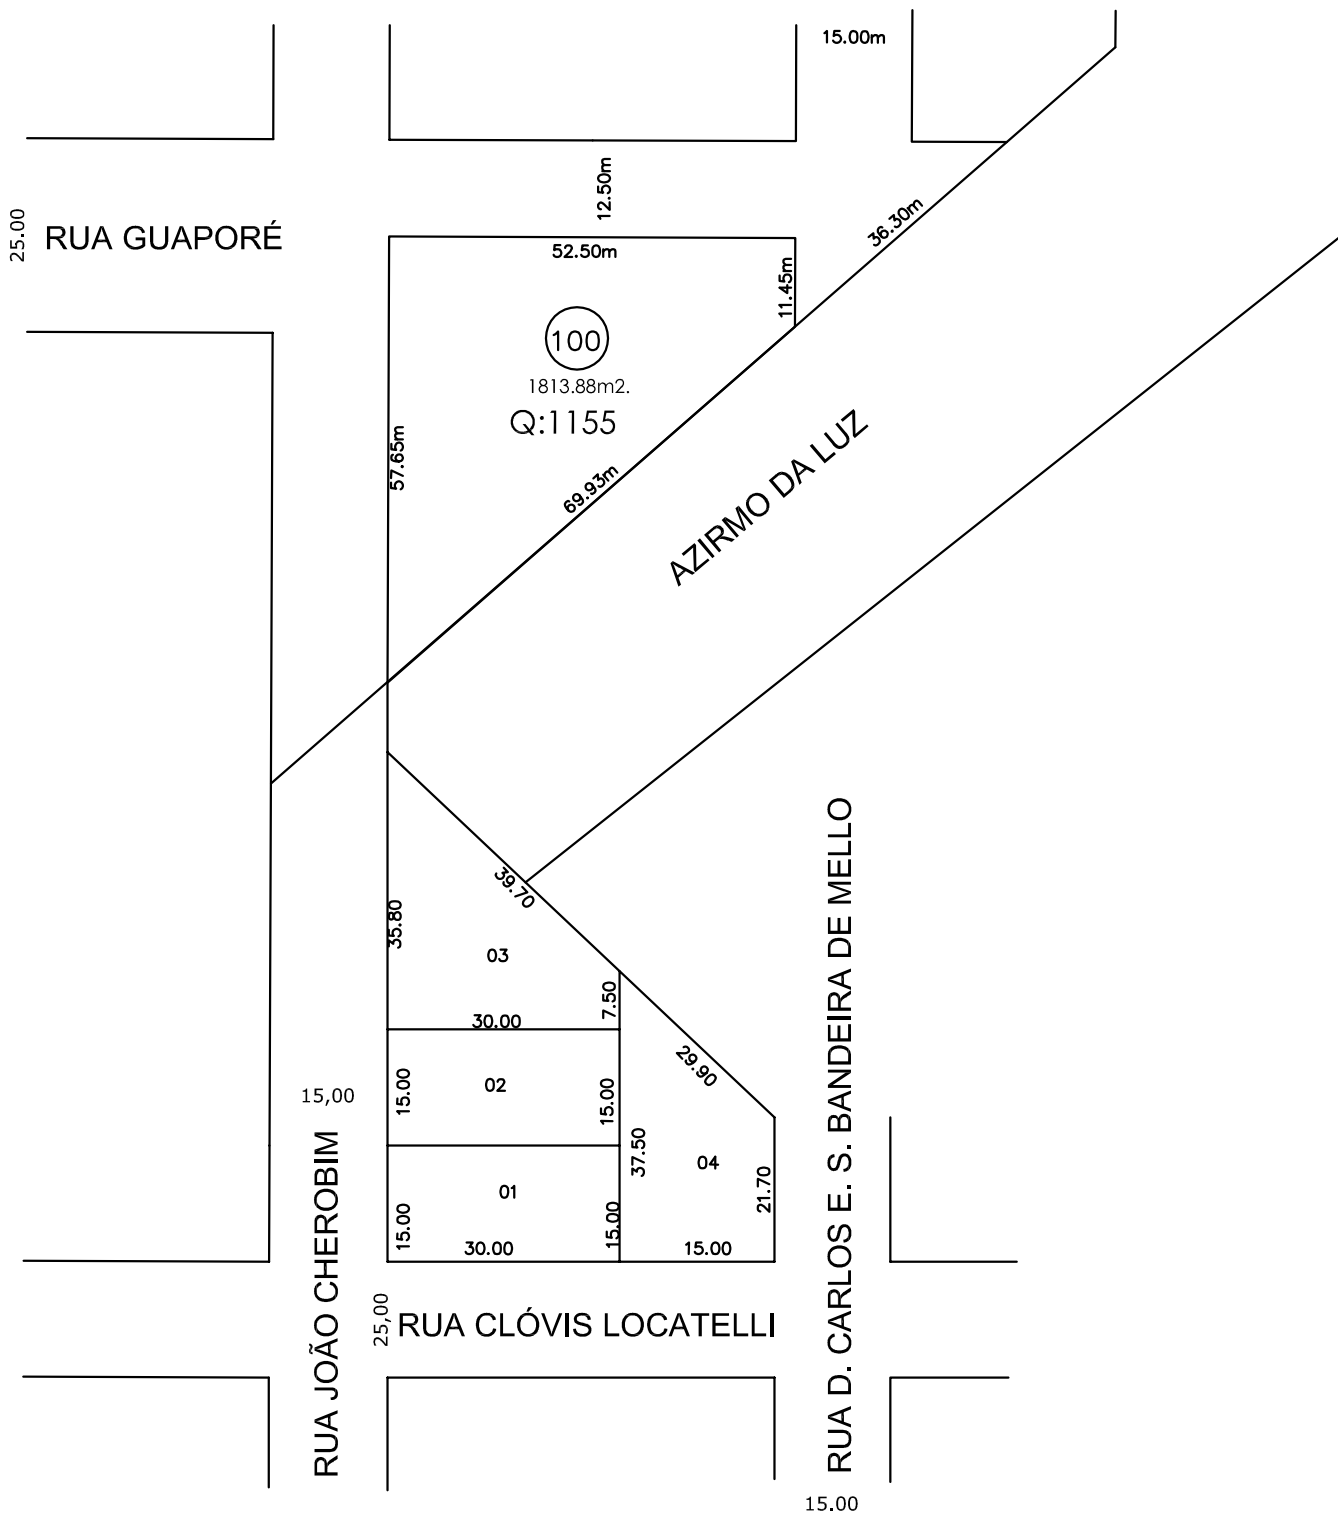 15.00m
12.50m
25.00
RUA GUAPORÉ
36.30m
52.50m
11.45m
100
1813.88m2.
Q:1155
57.65m
69.93m
AZIRMO DA LUZ
39.70
35.80
03
7.50
30.00
29.90
02
15.00
15.00
15,00
37.50
04
01
21.70
15.00
15.00
30.00
15.00
RUA JOÃO CHEROBIM
25,00
RUA CLÓVIS LOCATELLI
RUA D. CARLOS E. S. BANDEIRA DE MELLO
15.00